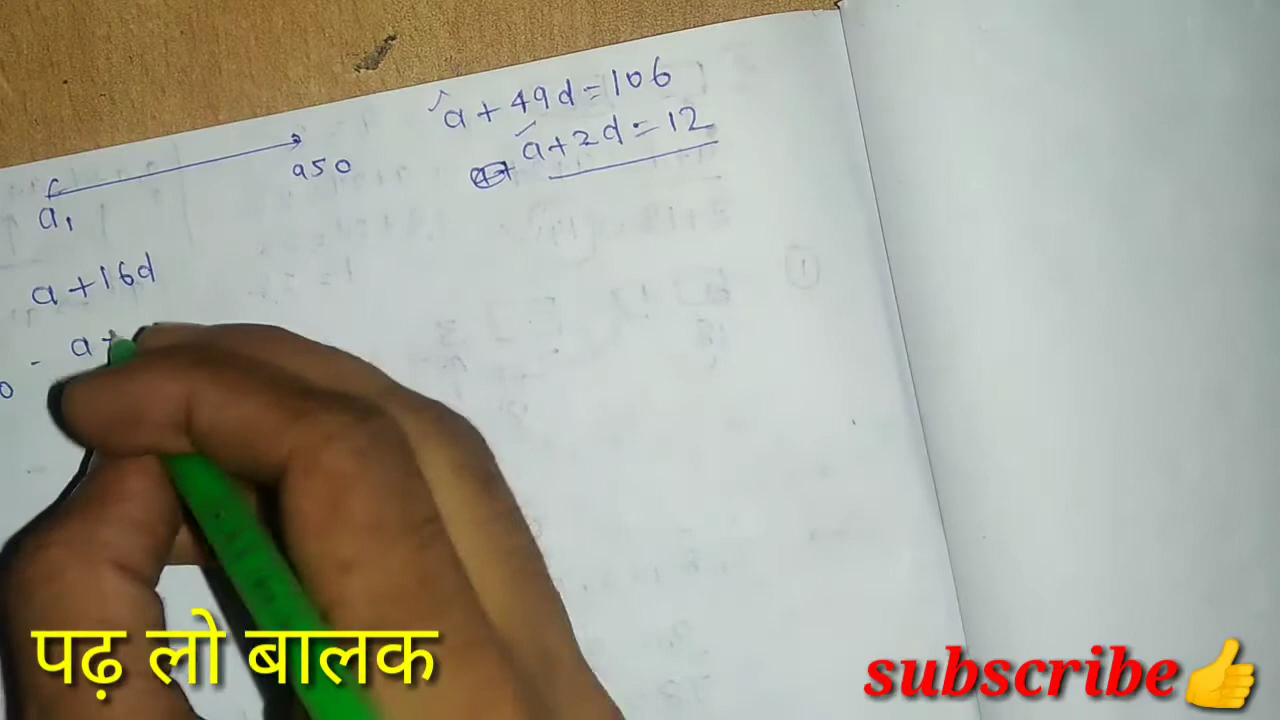 a + 49d = 106
a + 2d = 12
a50
a1
a + 16d
a +
पढ़ लो बालक
subscribe